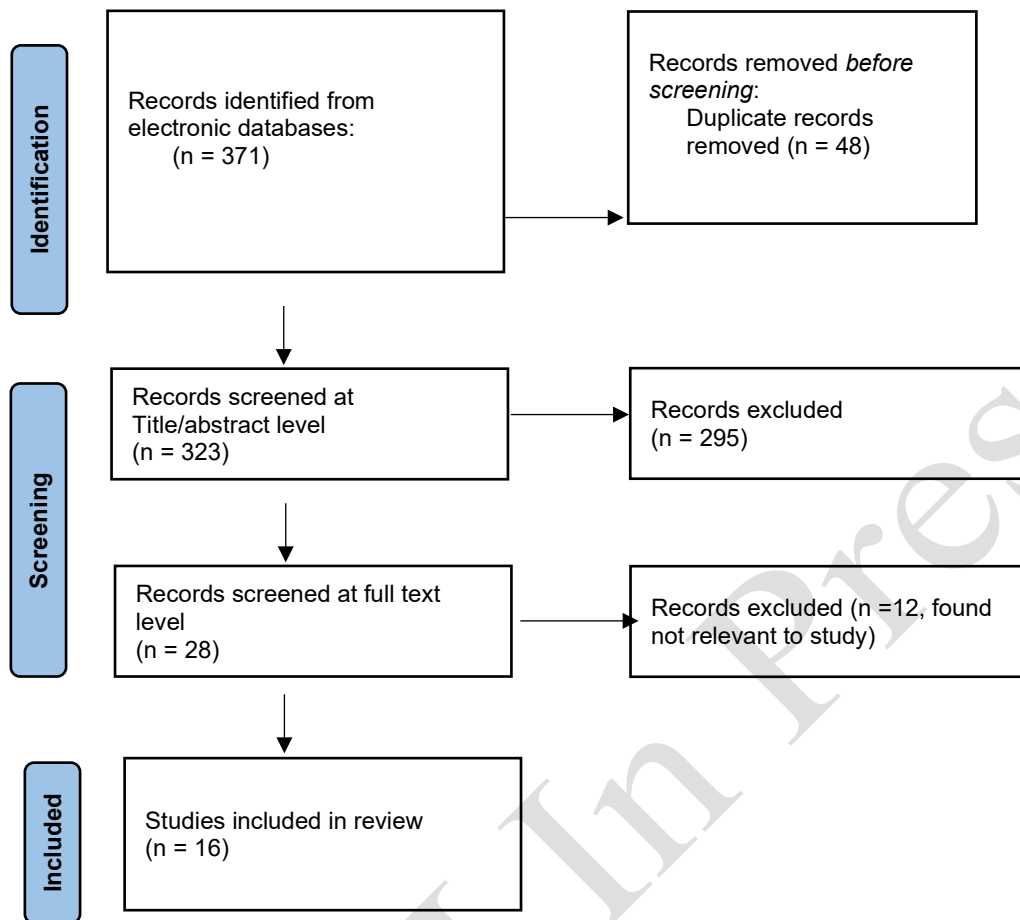 Identification
Records identified from
electronic databases:
(n = 371)
Records removed before
screening:
Duplicate records
removed (n = 48)
Screening
Records screened at
Title/abstract level
(n = 323)
Records excluded
(n = 295)
Records screened at full text
level
(n = 28)
Records excluded (n =12, found
not relevant to study)
Included
Studies included in review
(n = 16)
In Pres